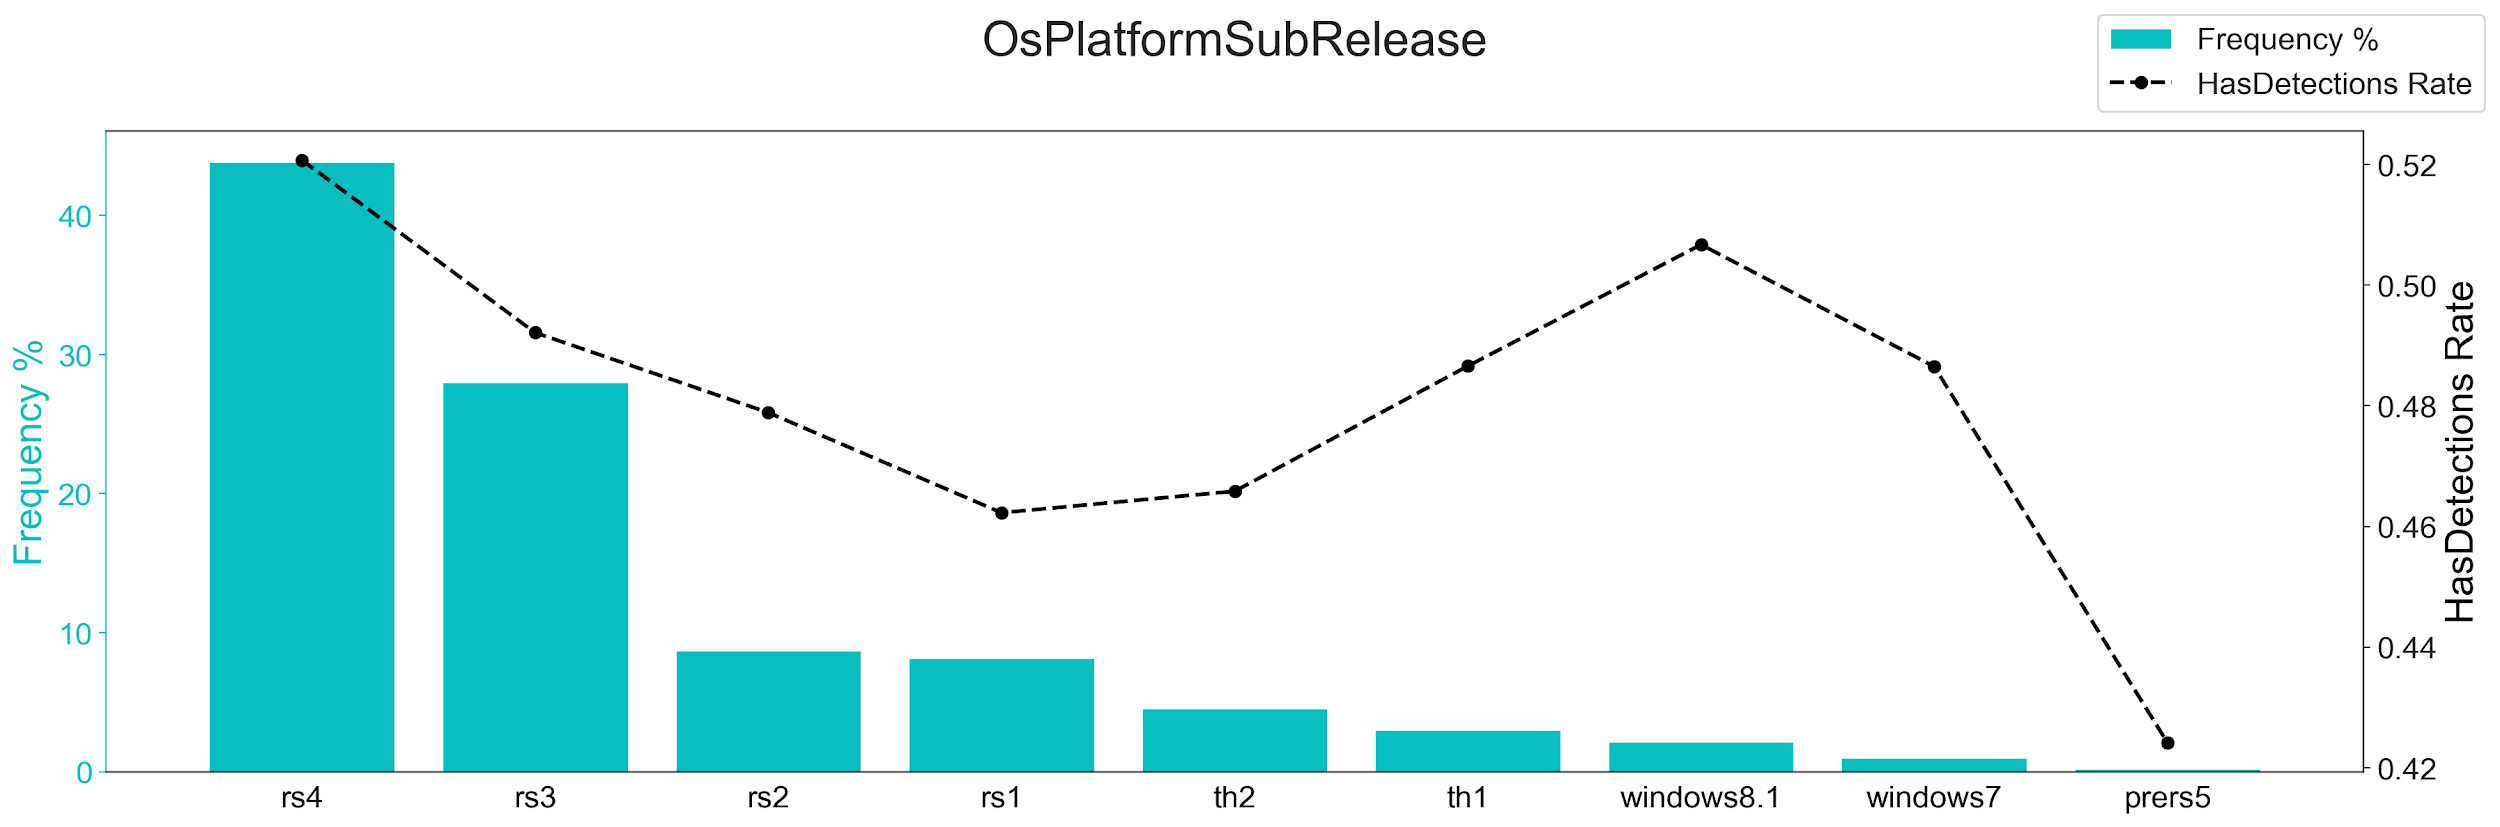 OsPlatformSubRelease
Frequency %
HasDetections Rate
Frequency %
40
30
20
10
0
0.52
0.50
0.48
0.46
0.44
0.42
HasDetections Rate
rs4 rs3 rs2 rs1 th2 th1 windows8.1 windows7 prers5